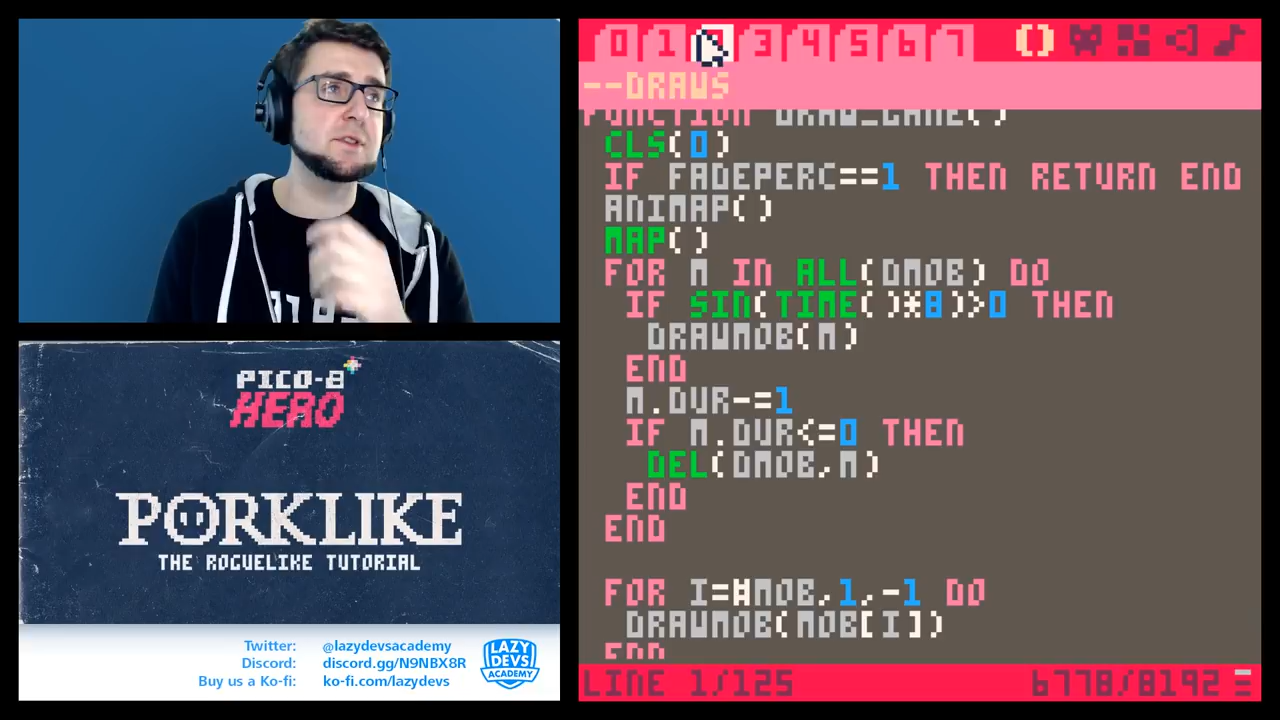 0 1 2 3 4 5 6 7
--DRAWS
FUNCTION DRAW_GAME()
CLS(0)
IF FADEPERC==1 THEN RETURN END
ANIMAP()
MAP()
FOR M IN ALL(DMOB) DO
IF SIN(TIME()*8)>0 THEN
DRAWMOB(M)
END
M.DUR-=1
IF M.DUR<=0 THEN
DEL(DMOB,M)
END
END
FOR I=#MOB,1,-1 DO
DRAWMOB(MOB[I])
END
LINE 1/125
6778/8192
PICO-8
HERO
PORKLIKE
THE ROGUELIKE TUTORIAL
Twitter: @lazydevsacademy
Discord: discord.gg/N9NBX8R
Buy us a Ko-fi: ko-fi.com/lazydevs
LAZY
DEVS
ACADEMY